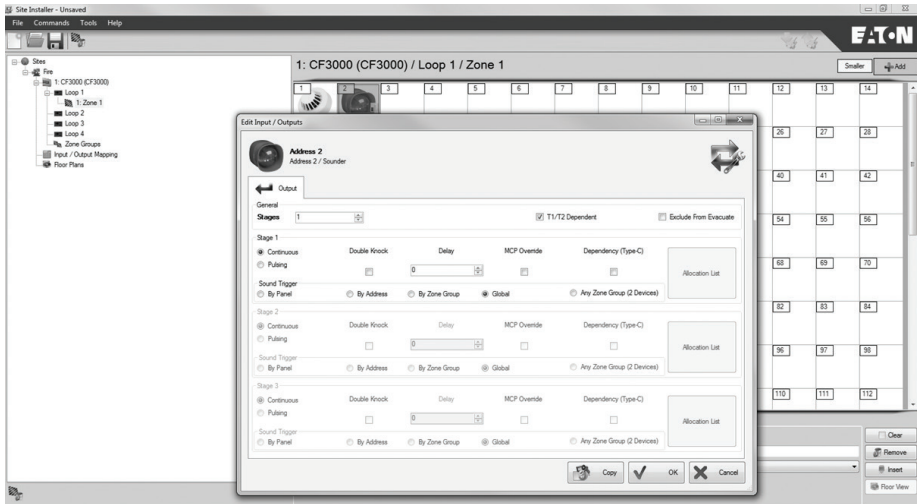 Site Installer - Unsaved
File Commands Tools Help
EATON
Sites
Fire
1: CF3000 (CF3000)
Loop 1
1: Zone 1
Loop 2
Loop 3
Loop 4
Zone Groups
Input / Output Mapping
Floor Plans
1: CF3000 (CF3000) / Loop 1 / Zone 1
Smaller Add
1 2 3 4 5 6 7 8 9 10 11 12 13 14
26 27 28
40 41 42
54 55 56
68 69 70
82 83 84
96 97 98
110 111 112
Edit Input / Outputs
Address 2
Address 2 / Sounder
Output
General
Stages 1 T1/T2 Dependent Exclude From Evacuate
Stage 1
Continuous Double Knock Delay MCP Override Dependency (Type-C)
Pulsing 0 Allocation List
Sound Trigger
By Panel By Address By Zone Group Global Any Zone Group (2 Devices)
Stage 2
Continuous Double Knock Delay MCP Override Dependency (Type-C)
Pulsing 0 Allocation List
Sound Trigger
By Panel By Address By Zone Group Global Any Zone Group (2 Devices)
Stage 3
Continuous Double Knock Delay MCP Override Dependency (Type-C)
Pulsing 0 Allocation List
Sound Trigger
By Panel By Address By Zone Group Global Any Zone Group (2 Devices)
Copy OK Cancel
Clear
Remove
Insert
Floor View